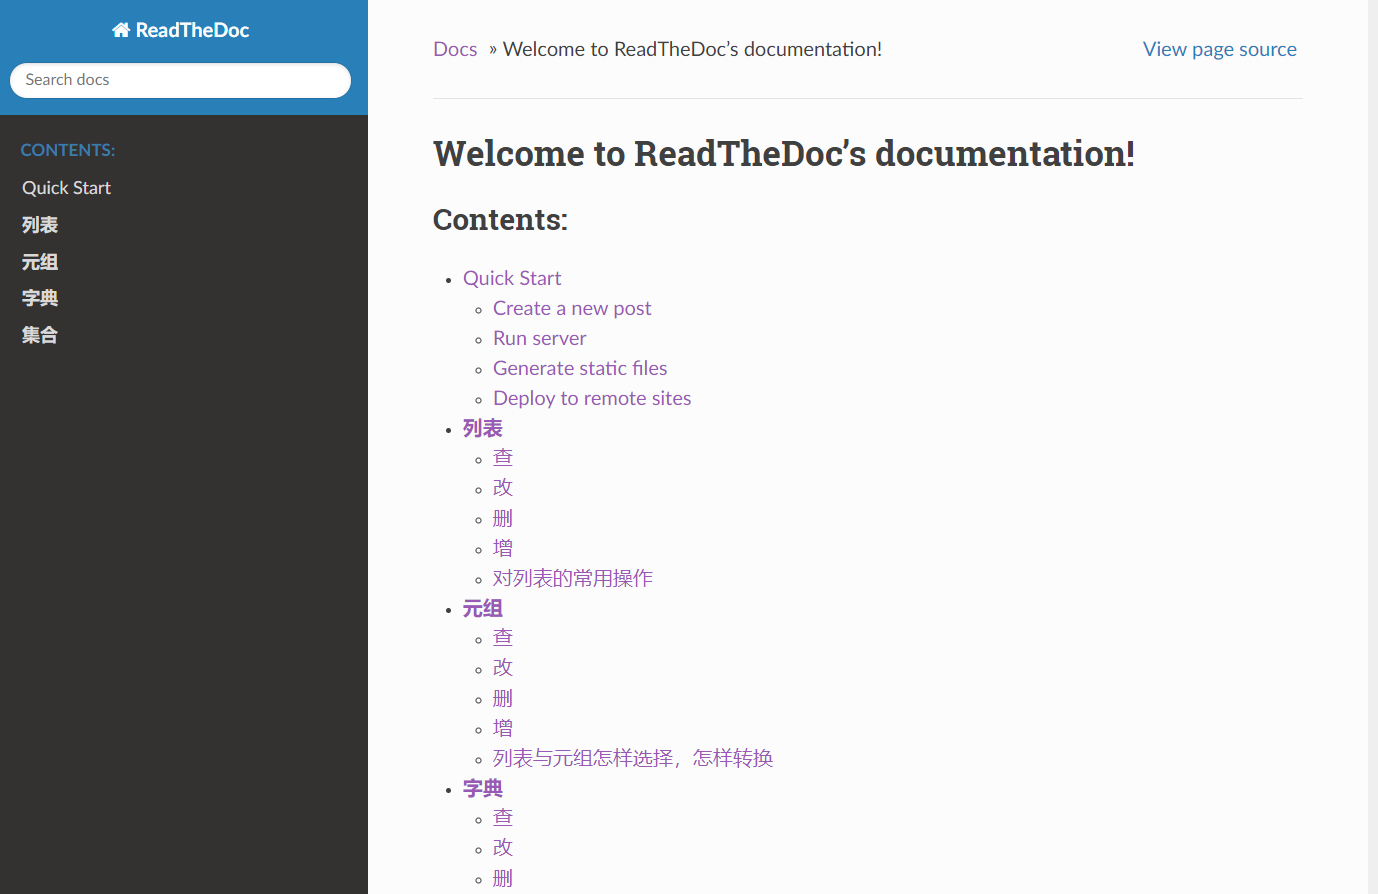 ReadTheDoc
Search docs
CONTENTS:
Quick Start
列表
元组
字典
集合
Docs » Welcome to ReadTheDoc’s documentation! View page source
Welcome to ReadTheDoc’s documentation!
Contents:
Quick Start
Create a new post
Run server
Generate static files
Deploy to remote sites
列表
查
改
删
增
对列表的常用操作
元组
查
改
删
增
列表与元组怎样选择，怎样转换
字典
查
改
删